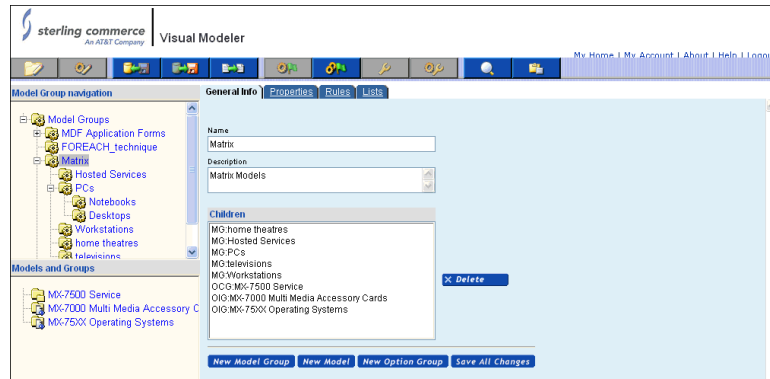 sterling commerce
An AT&T Company
Visual Modeler
My Home | My Account | About | Help | Logou
Model Group navigation
General Info
Properties
Rules
Lists
Model Groups
MDF Application Forms
FOREACH_technique
Matrix
Hosted Services
PCs
Notebooks
Desktops
Workstations
home theatres
televisions
Name
Matrix
Description
Matrix Models
Children
MG:home theatres
MG:Hosted Services
MG:PCs
MG:televisions
MG:Workstations
OCG:MX-7500 Service
OIG:MX-7000 Multi Media Accessory Cards
OIG:MX-75XX Operating Systems
X Delete
Models and Groups
MX-7500 Service
MX-7000 Multi Media Accessory C
MX-75XX Operating Systems
New Model Group
New Model
New Option Group
Save All Changes